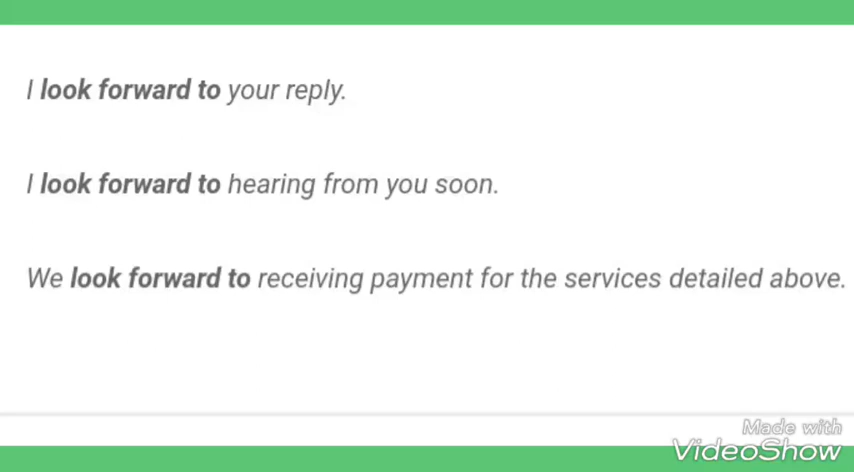 I look forward to your reply.
I look forward to hearing from you soon.
We look forward to receiving payment for the services detailed above.
Made with
VideoShow